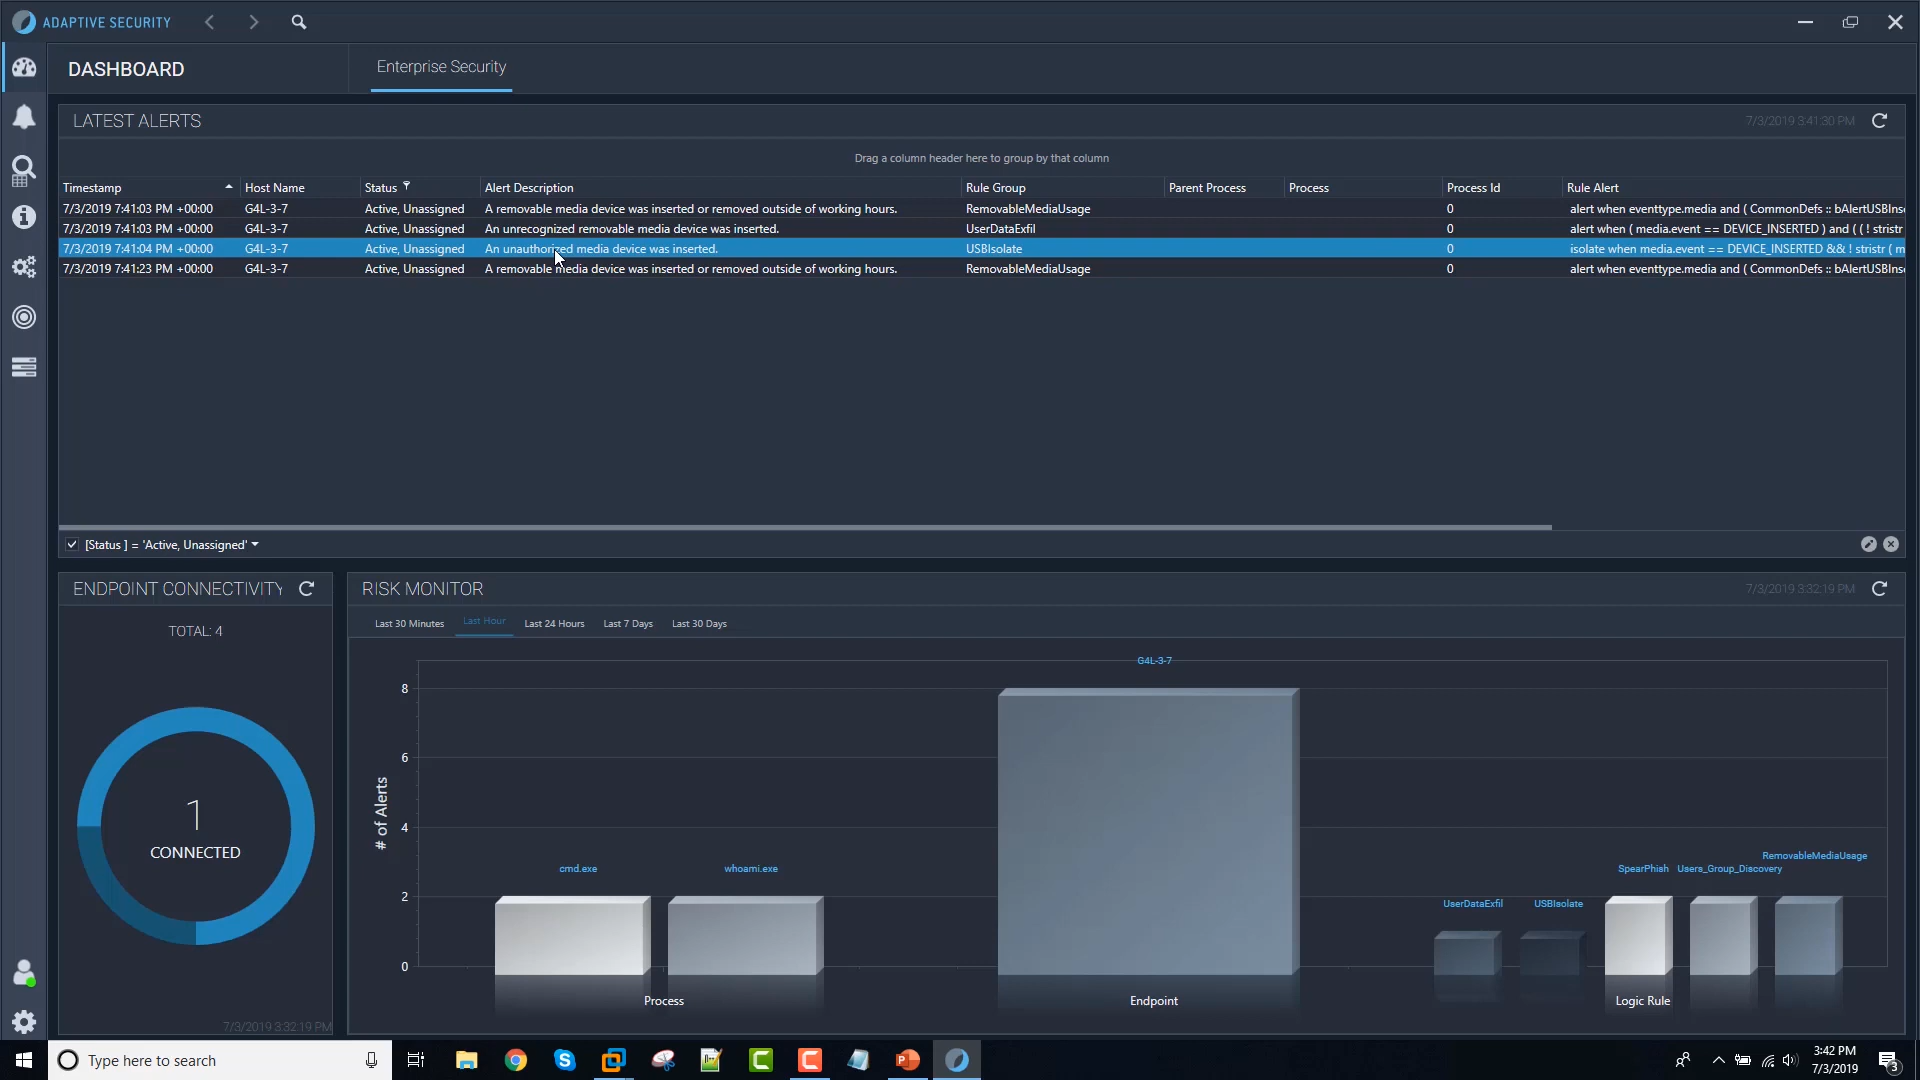 ADAPTIVE SECURITY
DASHBOARD
Enterprise Security
LATEST ALERTS
7/3/2019 3:41:30 PM
Drag a column header here to group by that column
Timestamp Host Name Status Alert Description Rule Group Parent Process Process Process Id Rule Alert
7/3/2019 7:41:03 PM +00:00 G4L-3-7 Active, Unassigned A removable media device was inserted or removed outside of working hours. RemovableMediaUsage 0 alert when eventtype.media and ( CommonDefs :: bAlertUSBInse
7/3/2019 7:41:03 PM +00:00 G4L-3-7 Active, Unassigned An unrecognized removable media device was inserted. UserDataExfil 0 alert when ( media.event == DEVICE_INSERTED ) and ( ( ! stristr
7/3/2019 7:41:04 PM +00:00 G4L-3-7 Active, Unassigned An unauthorized media device was inserted. USBIsolate 0 isolate when media.event == DEVICE_INSERTED && ! stristr ( m
7/3/2019 7:41:23 PM +00:00 G4L-3-7 Active, Unassigned A removable media device was inserted or removed outside of working hours. RemovableMediaUsage 0 alert when eventtype.media and ( CommonDefs :: bAlertUSBInse
[Status ] = 'Active, Unassigned'
ENDPOINT CONNECTIVITY
TOTAL: 4
1
CONNECTED
7/3/2019 3:32:19 PM
RISK MONITOR
7/3/2019 3:32:19 PM
Last 30 Minutes Last Hour Last 24 Hours Last 7 Days Last 30 Days
# of Alerts
8
6
4
2
0
cmd.exe
whoami.exe
G4L-3-7
UserDataExfil
USBIsolate
SpearPhish
Users_Group_Discovery
RemovableMediaUsage
Process
Endpoint
Logic Rule
Type here to search
3:42 PM
7/3/2019
3